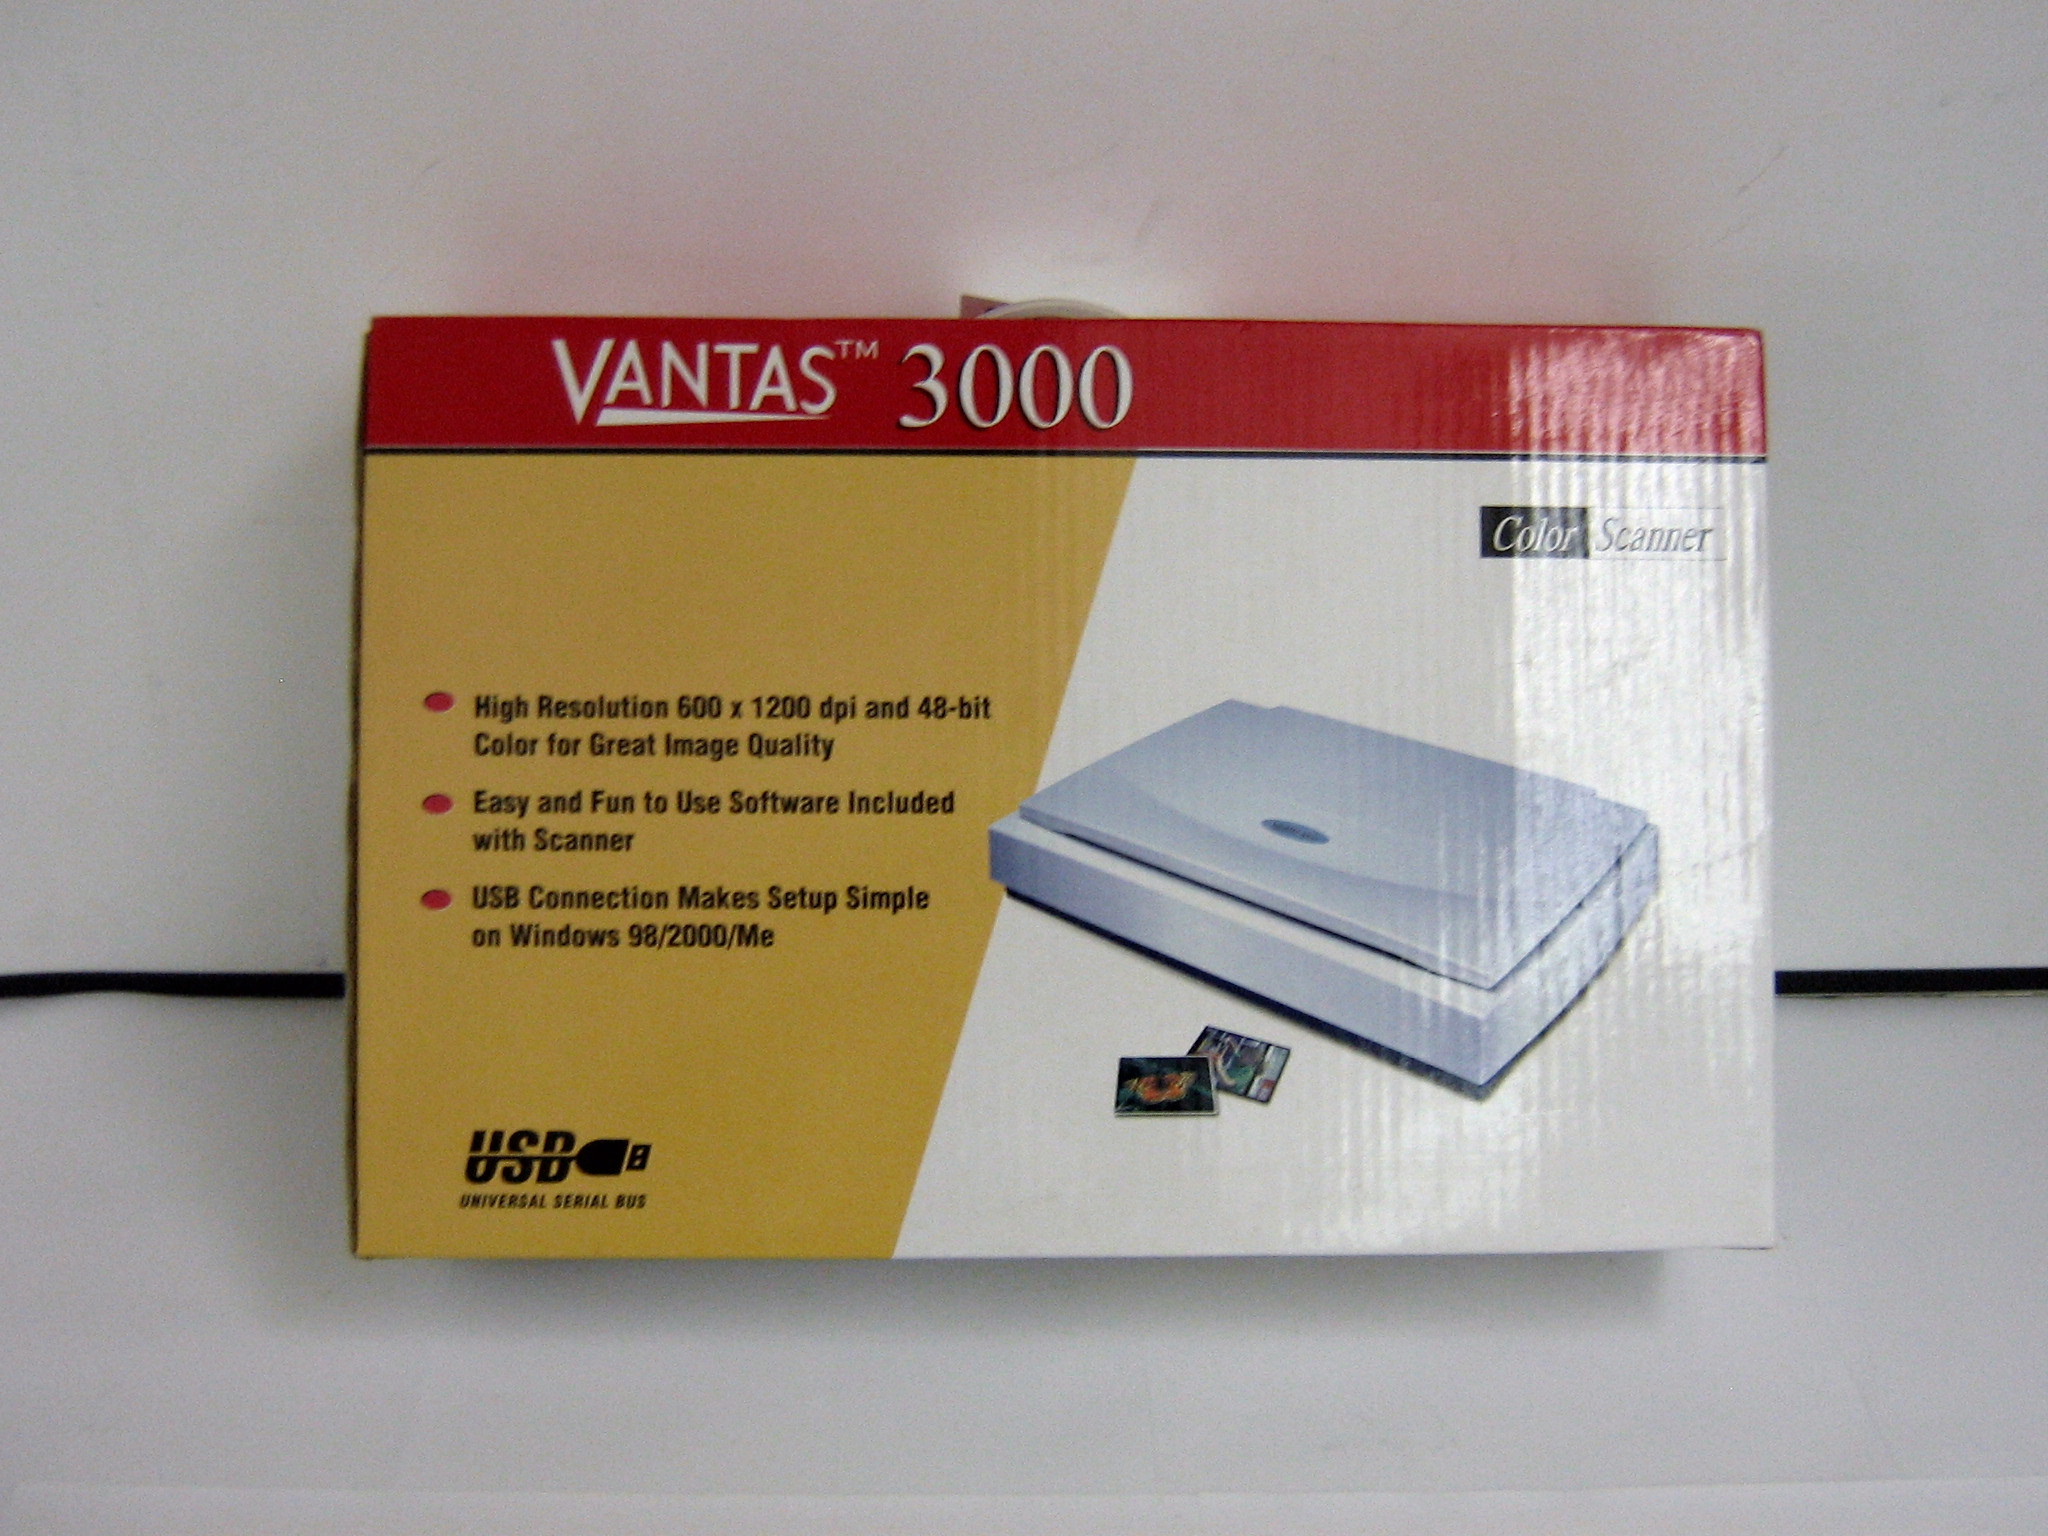 VANTAS™ 3000
Color Scanner
High Resolution 600 x 1200 dpi and 48-bit
Color for Great Image Quality
Easy and Fun to Use Software Included
with Scanner
USB Connection Makes Setup Simple
on Windows 98/2000/Me
USB
UNIVERSAL SERIAL BUS